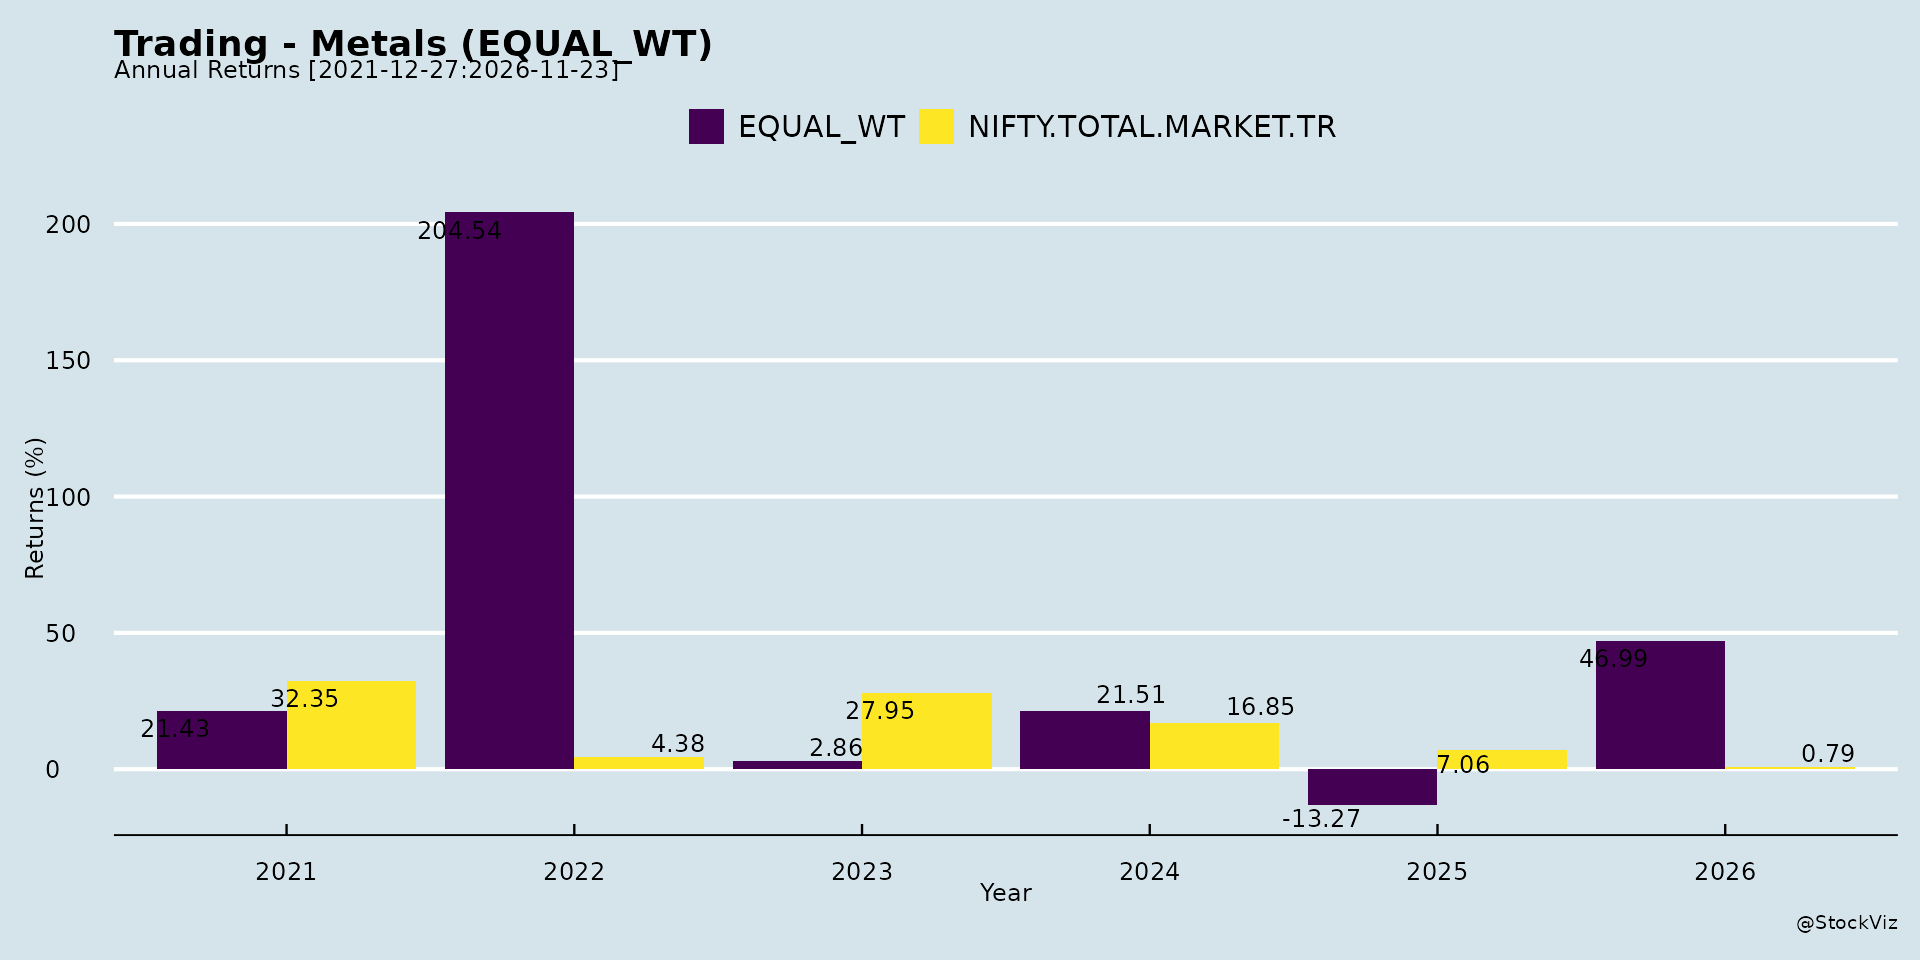 Trading - Metals (EQUAL_WT)
Annual Returns [2021-12-27:2026-11-23]
EQUAL_WT NIFTY.TOTAL.MARKET.TR
Returns (%)
200
150
100
50
0
21.43
32.35
204.54
4.38
2.86
27.95
21.51
16.85
-13.27
7.06
46.99
0.79
2021 2022 2023 2024 2025 2026
Year
@StockViz